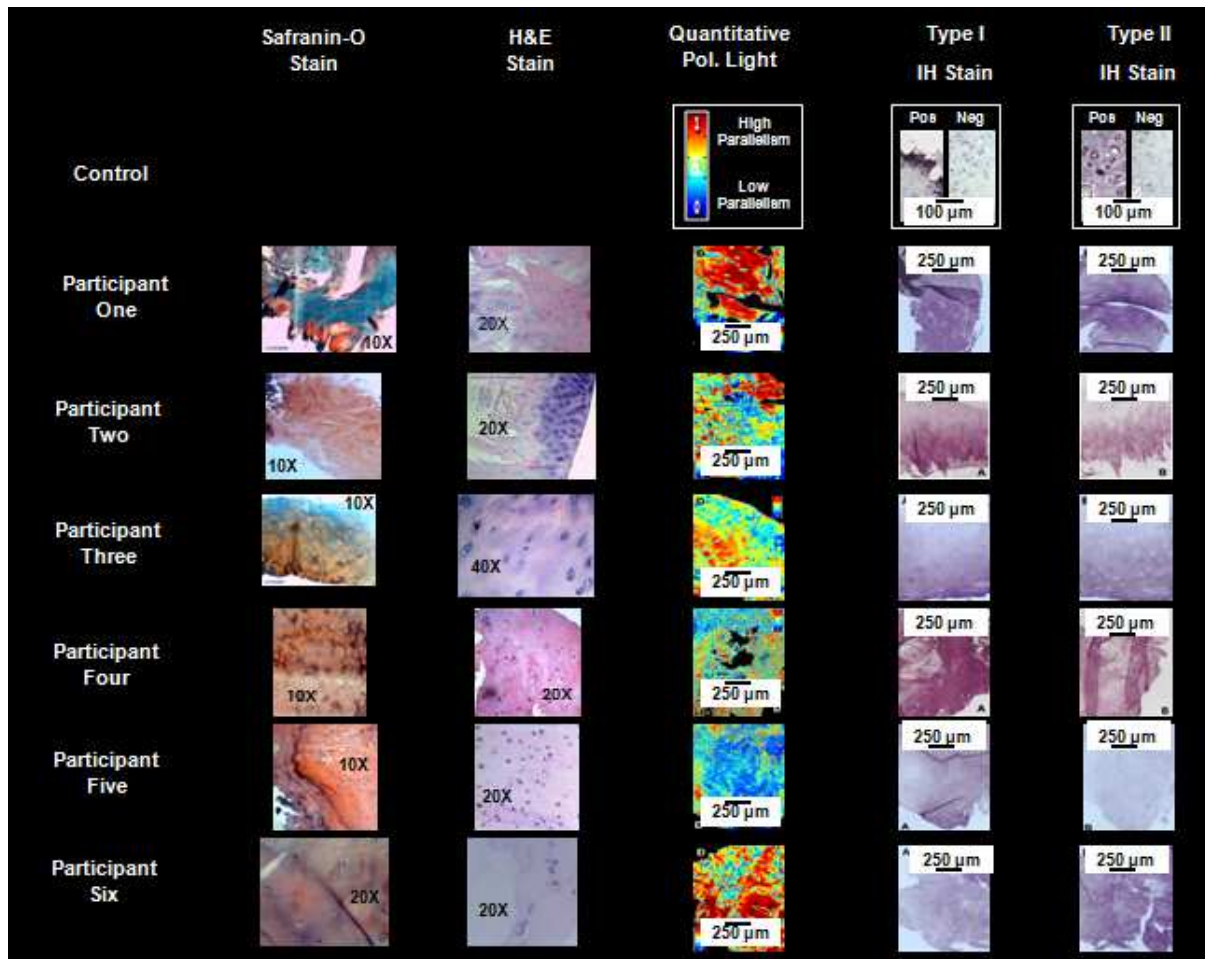 Safranin-O
Stain
H&E
Stain
Quantitative
Pol. Light
Type I
IH Stain
Type II
IH Stain
Control
1
0
High
Parallelism
Low
Parallelism
Pos Neg
100 µm
Pos Neg
100 µm
Participant
One
10X
20X
250 µm
250 µm
250 µm
Participant
Two
10X
20X
250 µm
250 µm
A
250 µm
B
Participant
Three
10X
40X
250 µm
250 µm
250 µm
Participant
Four
10X
20X
250 µm
250 µm
A
250 µm
B
Participant
Five
10X
20X
250 µm
250 µm
A
250 µm
B
Participant
Six
20X
20X
250 µm
A
250 µm
250 µm